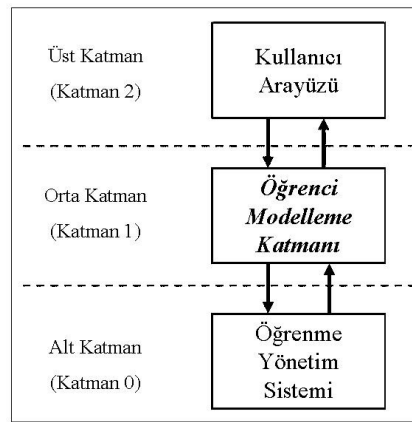 Üst Katman
(Katman 2)
Kullanıcı
Arayüzü
Orta Katman
(Katman 1)
Öğrenci
Modelleme
Katmanı
Alt Katman
(Katman 0)
Öğrenme
Yönetim
Sistemi